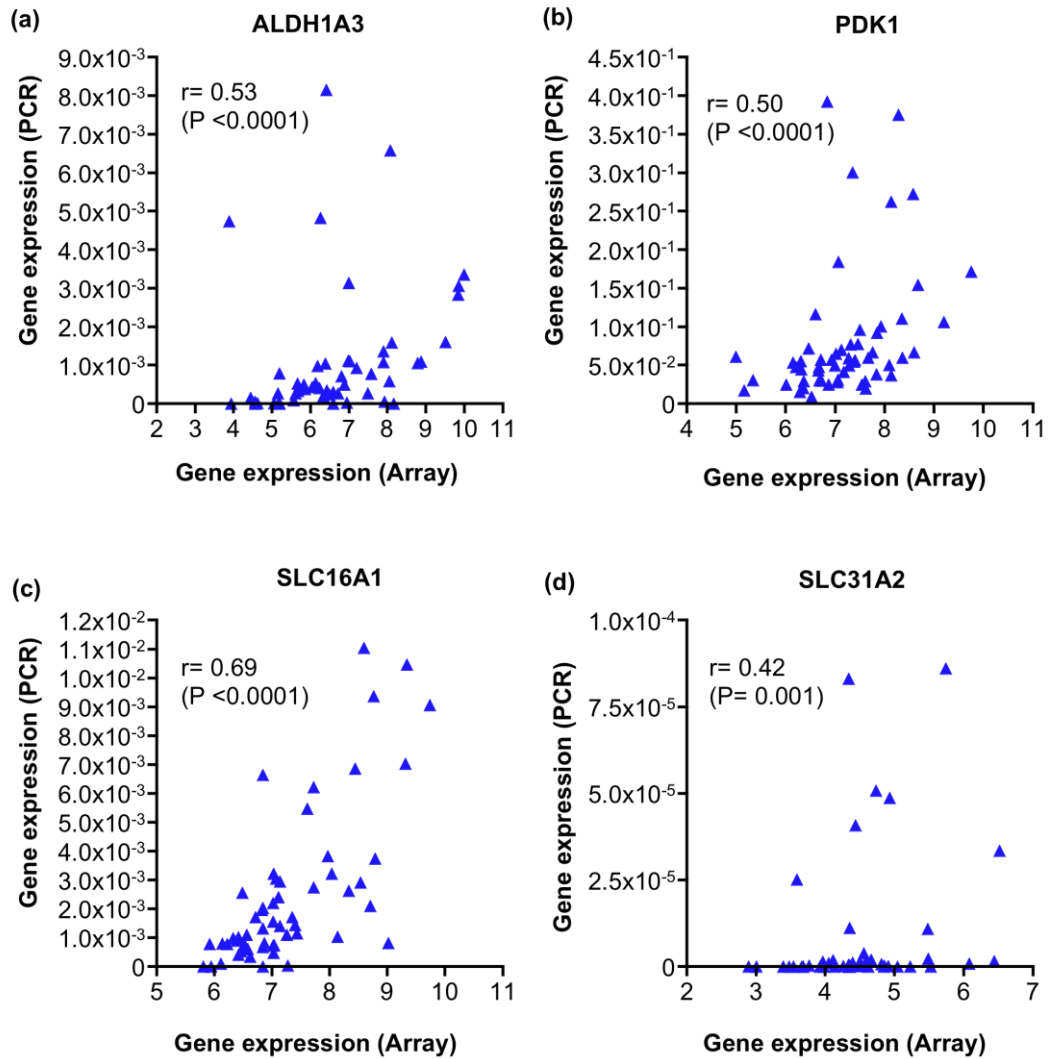 (a)
ALDH1A3
Gene expression (PCR)
9.0x10⁻³
8.0x10⁻³
7.0x10⁻³
6.0x10⁻³
5.0x10⁻³
4.0x10⁻³
3.0x10⁻³
2.0x10⁻³
1.0x10⁻³
0
r= 0.53
(P <0.0001)
2 3 4 5 6 7 8 9 10 11
Gene expression (Array)
(b)
PDK1
Gene expression (PCR)
4.5x10⁻¹
4.0x10⁻¹
3.5x10⁻¹
3.1x10⁻¹
2.5x10⁻¹
2.1x10⁻¹
1.5x10⁻¹
1.0x10⁻¹
5.0x10⁻²
0
r= 0.50
(P <0.0001)
4 5 6 7 8 9 10 11
Gene expression (Array)
(c)
SLC16A1
Gene expression (PCR)
1.2x10⁻²
1.1x10⁻²
1.0x10⁻²
9.0x10⁻³
8.0x10⁻³
7.0x10⁻³
6.0x10⁻³
5.0x10⁻³
4.0x10⁻³
3.0x10⁻³
2.0x10⁻³
1.0x10⁻³
0
r= 0.69
(P <0.0001)
5 6 7 8 9 10 11
Gene expression (Array)
(d)
SLC31A2
Gene expression (PCR)
1.0x10⁻⁴
7.5x10⁻⁵
5.0x10⁻⁵
2.5x10⁻⁵
0
r= 0.42
(P= 0.001)
2 3 4 5 6 7
Gene expression (Array)